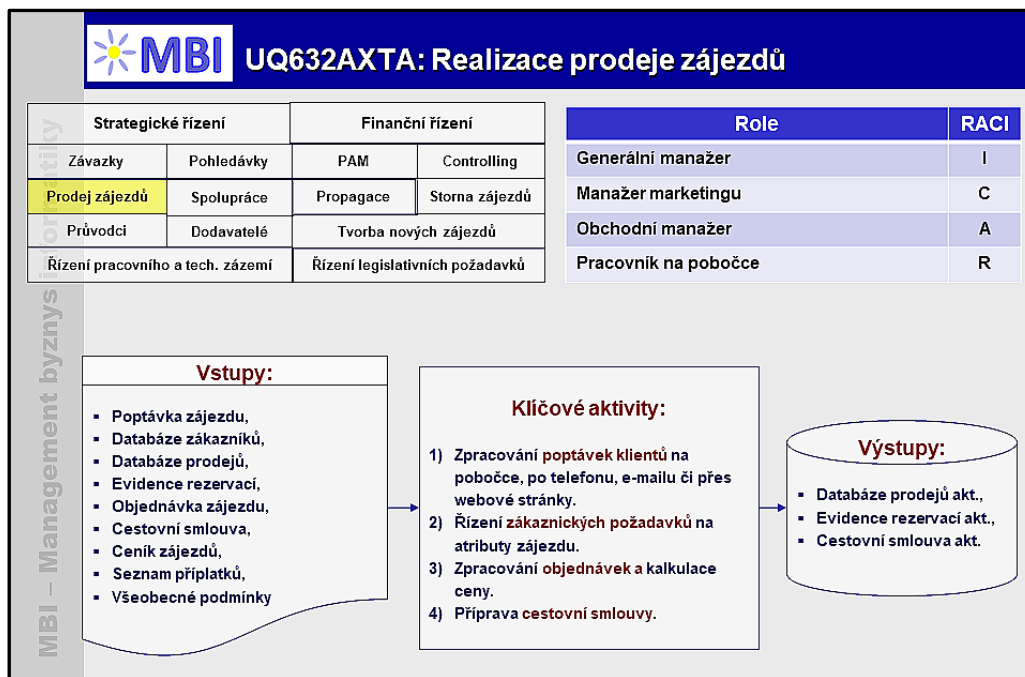 MBI
UQ632AXTA: Realizace prodeje zájezdů
MBI – Management byznys informatiky
Strategické řízení
Finanční řízení
Závazky
Pohledávky
PAM
Controlling
Prodej zájezdů
Spolupráce
Propagace
Storna zájezdů
Průvodci
Dodavatelé
Tvorba nových zájezdů
Řízení pracovního a tech. zázemí
Řízení legislativních požadavků
Role RACI
Generální manažer I
Manažer marketingu C
Obchodní manažer A
Pracovník na pobočce R
Vstupy:
▪ Poptávka zájezdu,
▪ Databáze zákazníků,
▪ Databáze prodejů,
▪ Evidence rezervací,
▪ Objednávka zájezdu,
▪ Cestovní smlouva,
▪ Ceník zájezdů,
▪ Seznam příplatků,
▪ Všeobecné podmínky
Klíčové aktivity:
1) Zpracování poptávek klientů na
pobočce, po telefonu, e-mailu či přes
webové stránky.
2) Řízení zákaznických požadavků na
atributy zájezdu.
3) Zpracování objednávek a kalkulace
ceny.
4) Příprava cestovní smlouvy.
Výstupy:
▪ Databáze prodejů akt.,
▪ Evidence rezervací akt.,
▪ Cestovní smlouva akt.